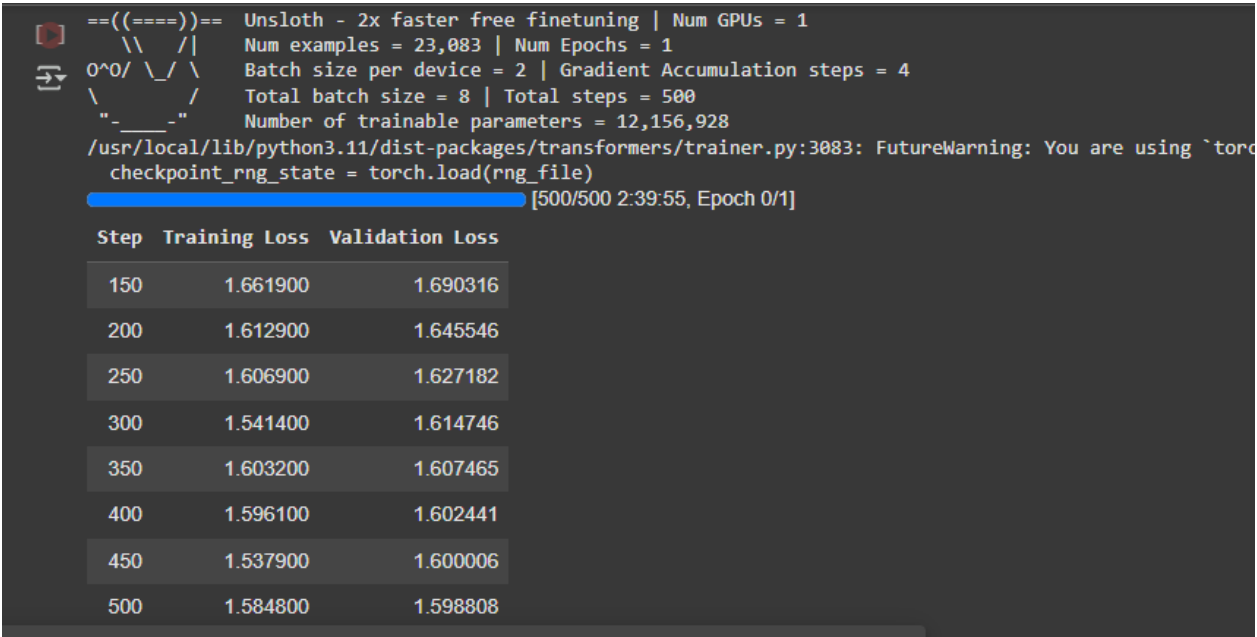 ==((====))==  Unsloth - 2x faster free finetuning | Num GPUs = 1
   \\   /|    Num examples = 23,083 | Num Epochs = 1
O^O/ \_/ \    Batch size per device = 2 | Gradient Accumulation steps = 4
\        /    Total batch size = 8 | Total steps = 500
 "-____-"     Number of trainable parameters = 12,156,928
/usr/local/lib/python3.11/dist-packages/transformers/trainer.py:3083: FutureWarning: You are using `torc
  checkpoint_rng_state = torch.load(rng_file)
[500/500 2:39:55, Epoch 0/1]
Step Training Loss Validation Loss
150 1.661900 1.690316
200 1.612900 1.645546
250 1.606900 1.627182
300 1.541400 1.614746
350 1.603200 1.607465
400 1.596100 1.602441
450 1.537900 1.600006
500 1.584800 1.598808